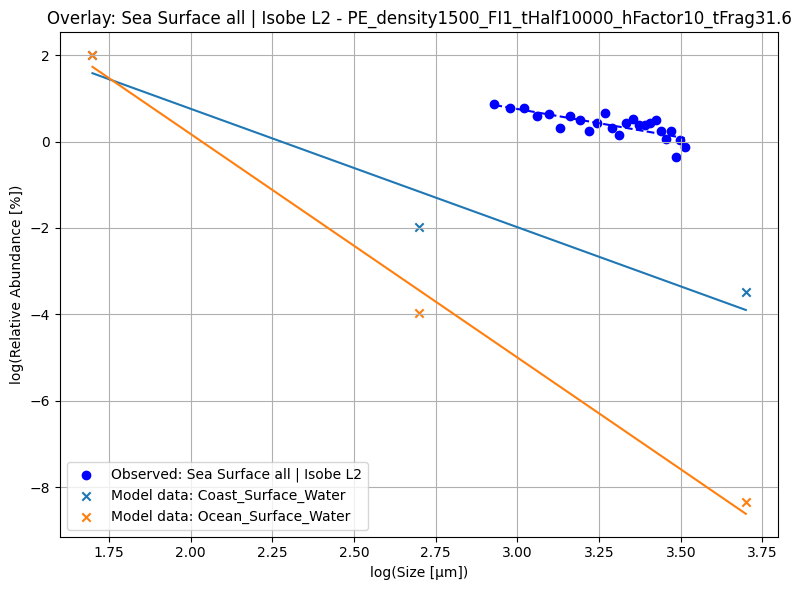 Overlay: Sea Surface all | Isobe L2 - PE_density1500_FI1_tHalf10000_hFactor10_tFrag31.6
log(Relative Abundance [%])
2
0
−2
−4
−6
−8
Observed: Sea Surface all | Isobe L2
Model data: Coast_Surface_Water
Model data: Ocean_Surface_Water
1.75 2.00 2.25 2.50 2.75 3.00 3.25 3.50 3.75
log(Size [μm])